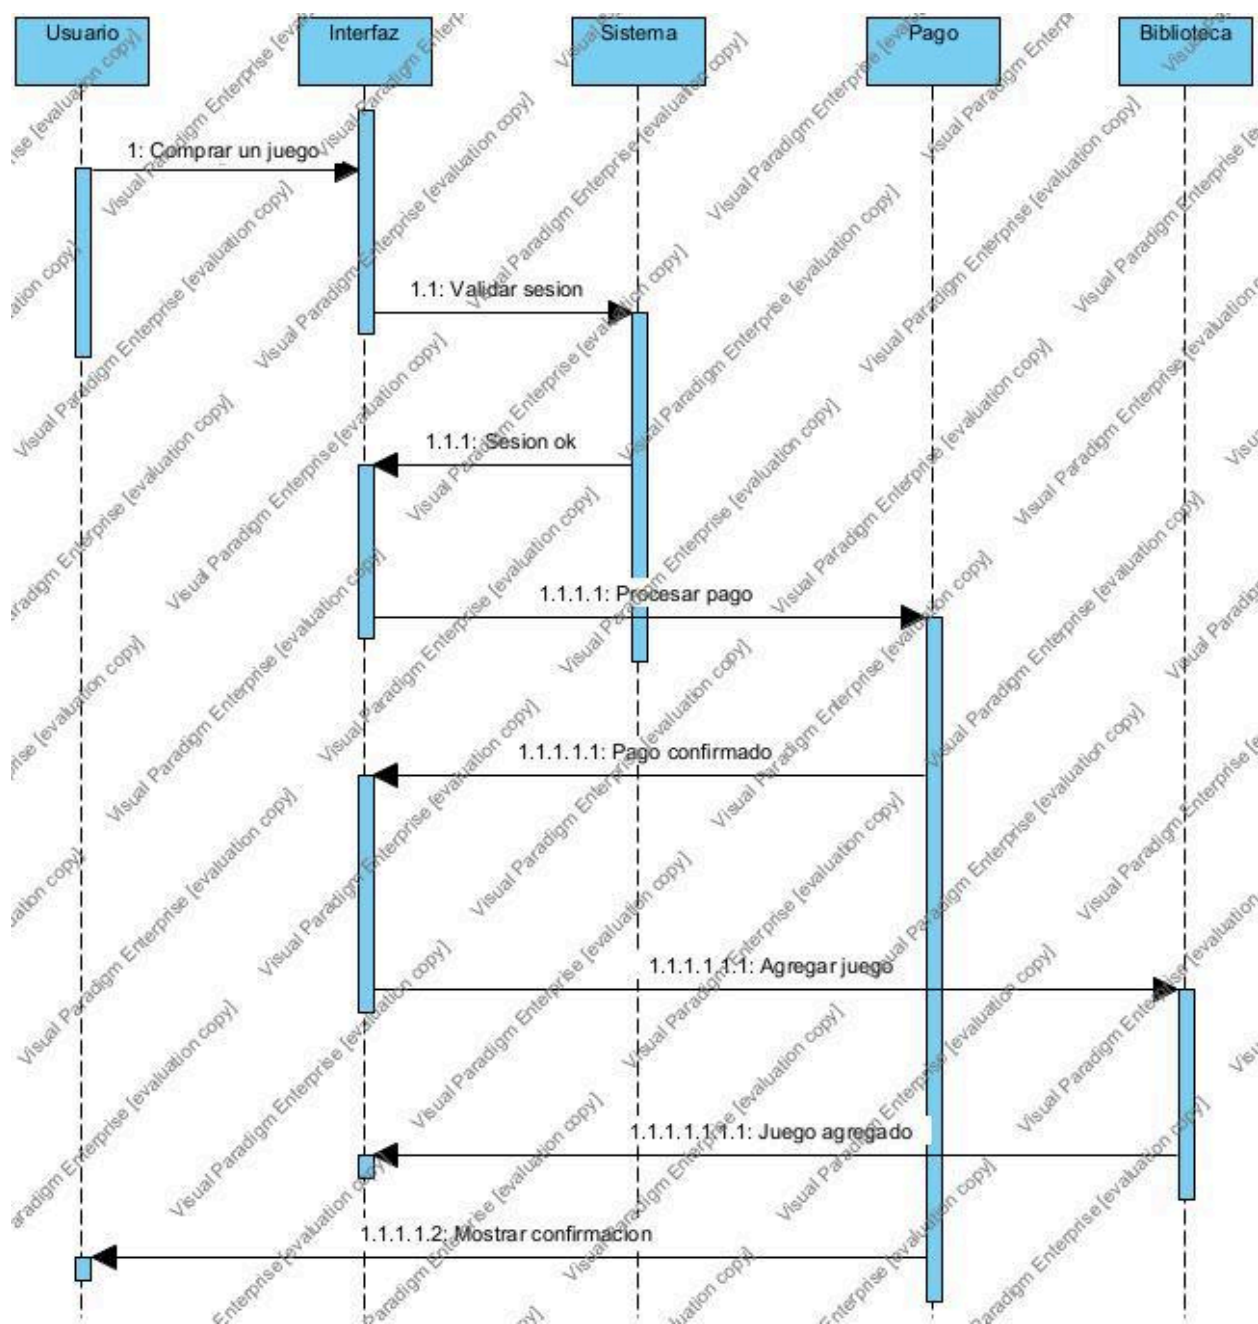 Usuario
Interfaz
Sistema
Pago
Biblioteca
1: Comprar un juego
1.1: Validar sesion
1.1.1: Sesion ok
1.1.1.1: Procesar pago
1.1.1.1.1: Pago confirmado
1.1.1.1.1.1: Agregar juego
1.1.1.1.1.1.1: Juego agregado
1.1.1.1.2: Mostrar confirmacion
Visual Paradigm Enterprise [evaluation copy]